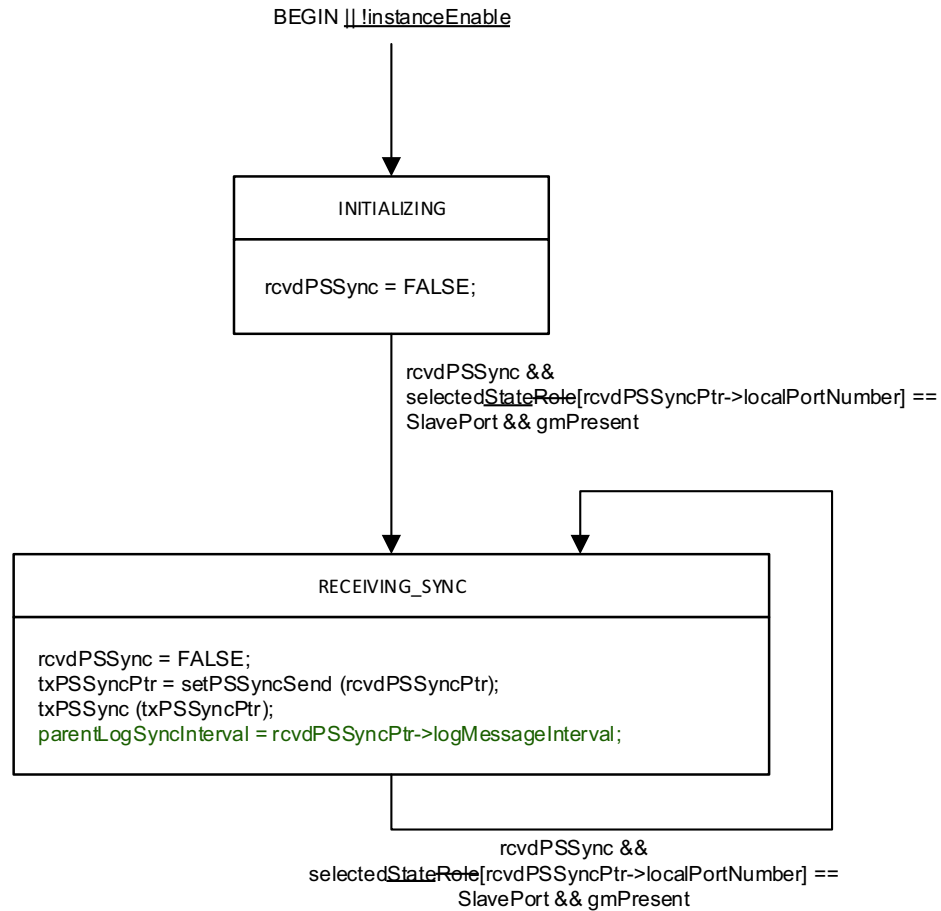 BEGIN || !instanceEnable
INITIALIZING
rcvdPSSync = FALSE;
rcvdPSSync &&
selectedStateRole[rcvdPSSyncPtr->localPortNumber] ==
SlavePort && gmPresent
RECEIVING_SYNC
rcvdPSSync = FALSE;
txPSSyncPtr = setPSSyncSend (rcvdPSSyncPtr);
txPSSync (txPSSyncPtr);
parentLogSyncInterval = rcvdPSSyncPtr->logMessageInterval;
rcvdPSSync &&
selectedStateRole[rcvdPSSyncPtr->localPortNumber] ==
SlavePort && gmPresent